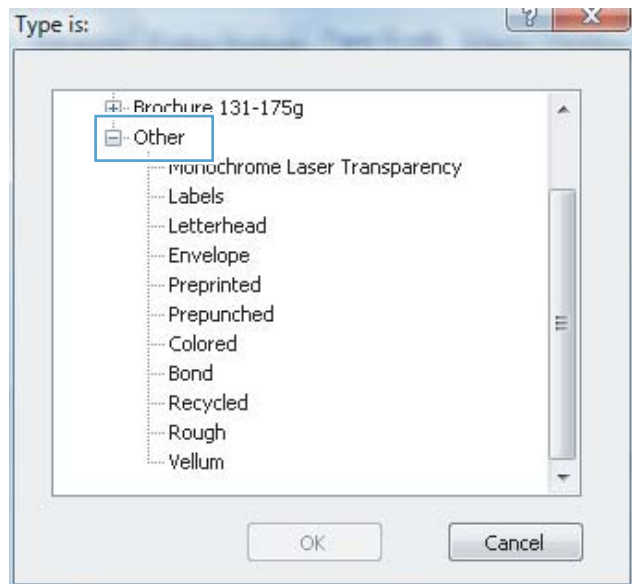 Type is:
Brochure 131-175g
Other
Monochrome Laser Transparency
Labels
Letterhead
Envelope
Preprinted
Prepunched
Colored
Bond
Recycled
Rough
Vellum
OK Cancel